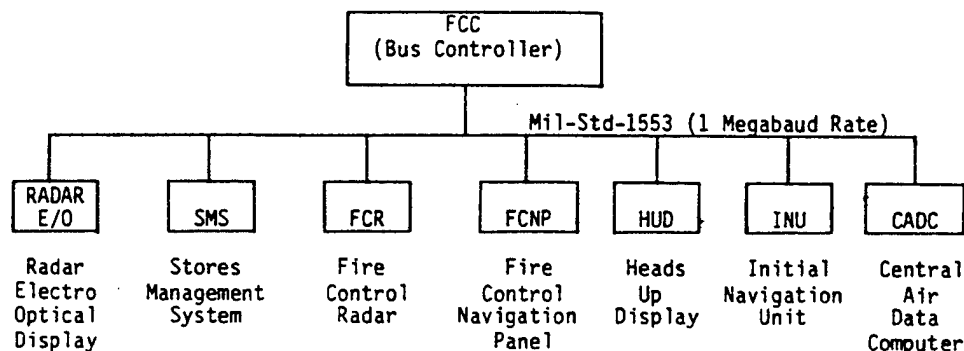 FCC
(Bus Controller)
Mil-Std-1553 (1 Megabaud Rate)
RADAR
E/O
SMS
FCR
FCNP
HUD
INU
CADC
Radar
Electro
Optical
Display
Stores
Management
System
Fire
Control
Radar
Fire
Control
Navigation
Panel
Heads
Up
Display
Initial
Navigation
Unit
Central
Air
Data
Computer